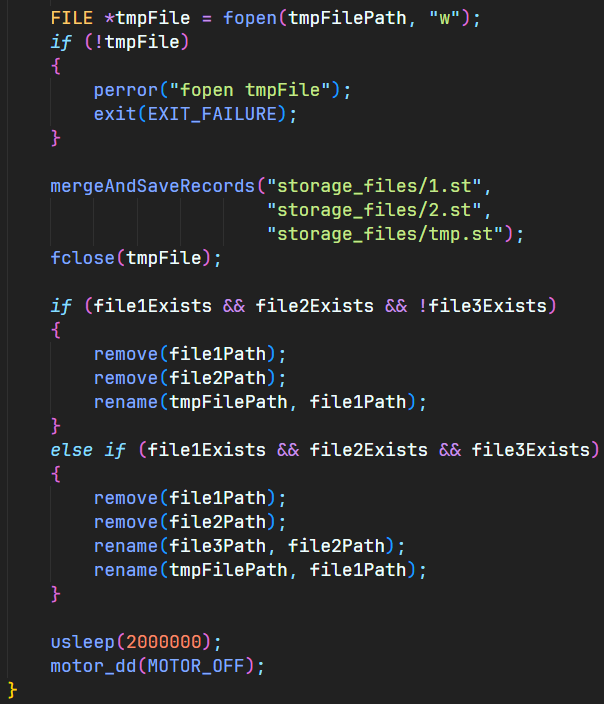 FILE *tmpFile = fopen(tmpFilePath, "w");
if (!tmpFile)
{
perror("fopen tmpFile");
exit(EXIT_FAILURE);
}
mergeAndSaveRecords("storage_files/1.st",
"storage_files/2.st",
"storage_files/tmp.st");
fclose(tmpFile);
if (file1Exists && file2Exists && !file3Exists)
{
remove(file1Path);
remove(file2Path);
rename(tmpFilePath, file1Path);
}
else if (file1Exists && file2Exists && file3Exists)
{
remove(file1Path);
remove(file2Path);
rename(file3Path, file2Path);
rename(tmpFilePath, file1Path);
}
usleep(2000000);
motor_dd(MOTOR_OFF);
}